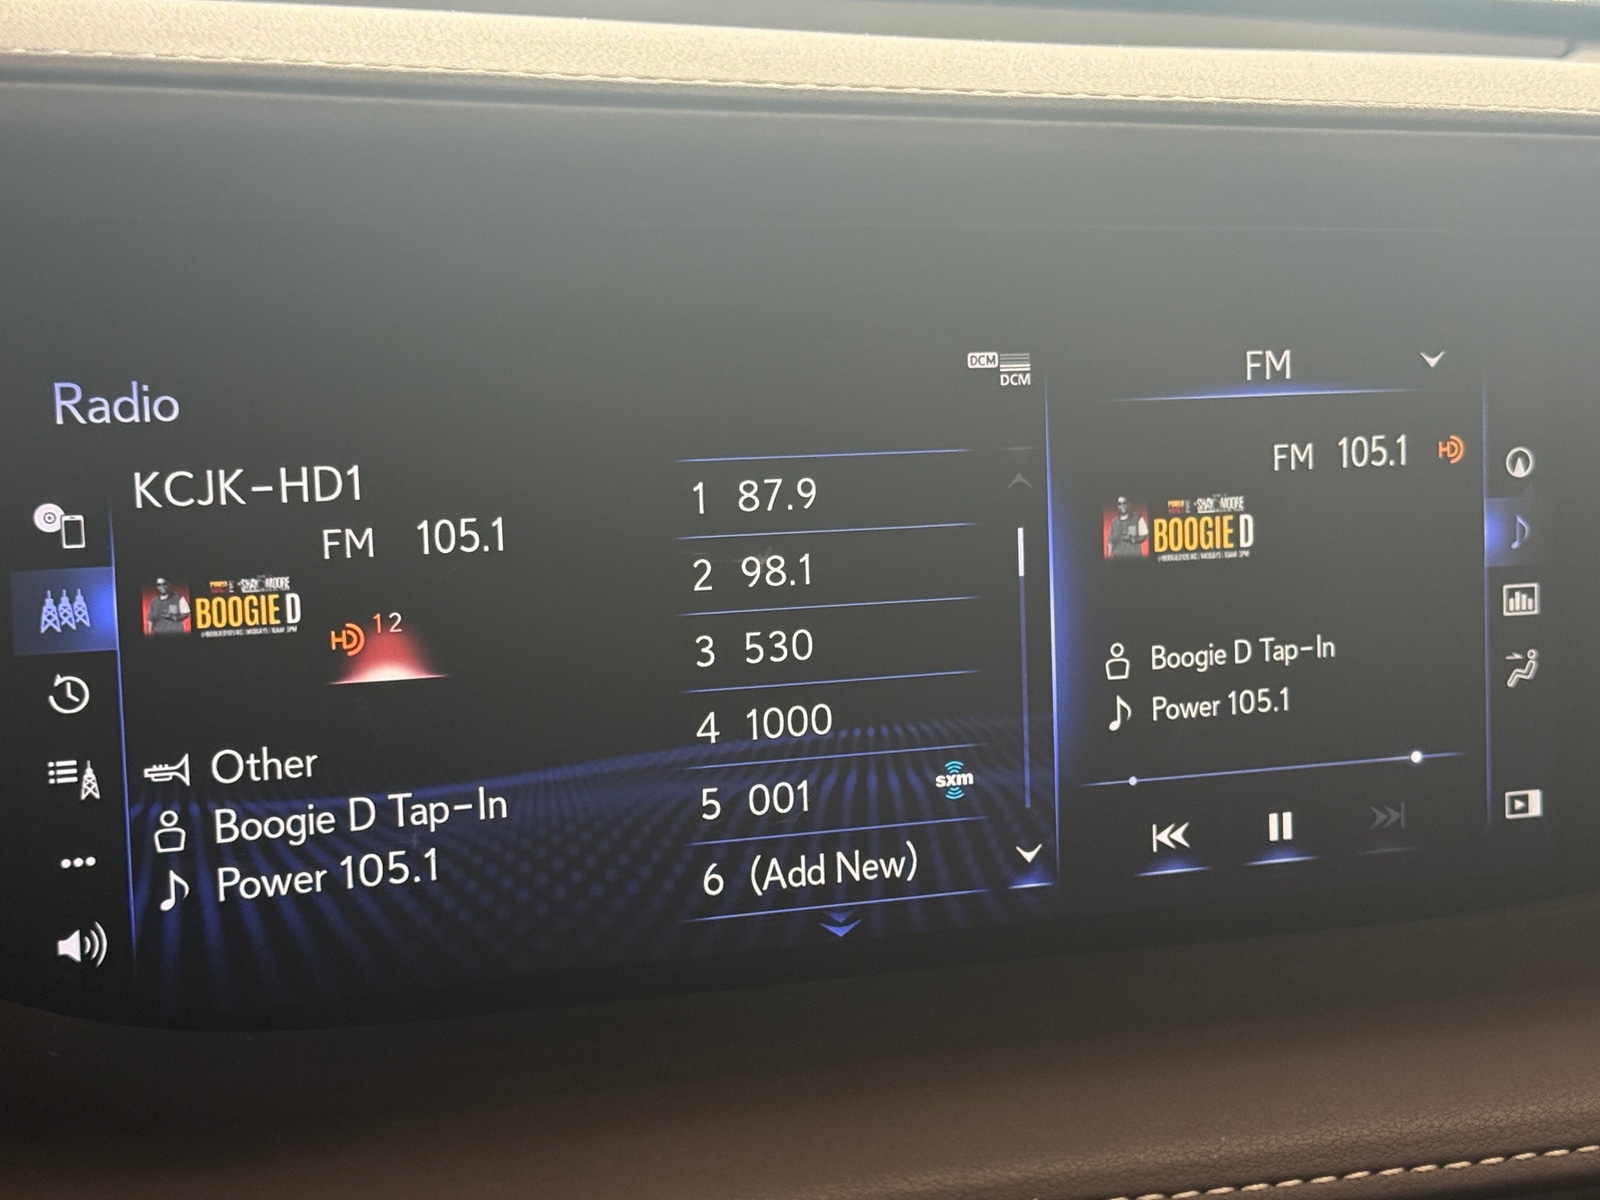 Radio
DCM
DCM
KCJK-HD1
FM 105.1
BOOGIE D
HD 1 2
Other
Boogie D Tap-In
Power 105.1
1 87.9
2 98.1
3 530
4 1000
5 001 sxm
6 (Add New)
FM
FM 105.1 HD
BOOGIE D
Boogie D Tap-In
Power 105.1